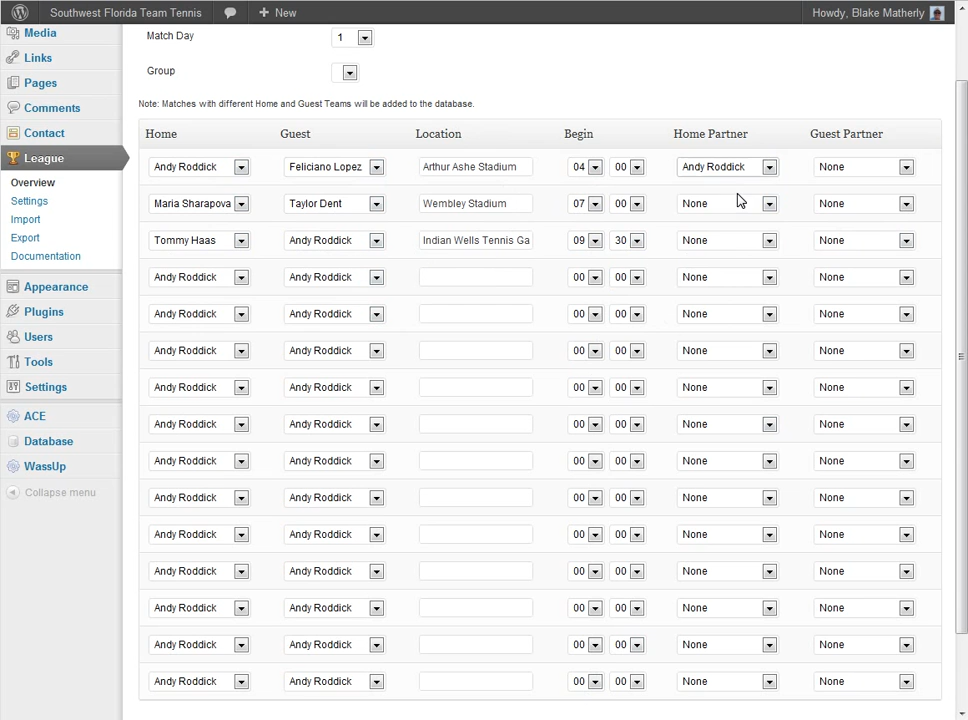 Southwest Florida Team Tennis + New Howdy, Blake Matherly
Media
Links
Pages
Comments
Contact
League
Overview
Settings
Import
Export
Documentation
Appearance
Plugins
Users
Tools
Settings
ACE
Database
WassUp
Collapse menu
Match Day 1
Group
Note: Matches with different Home and Guest Teams will be added to the database.
Home Guest Location Begin Home Partner Guest Partner
Andy Roddick Feliciano Lopez Arthur Ashe Stadium 04 00 Andy Roddick None
Maria Sharapova Taylor Dent Wembley Stadium 07 00 None None
Tommy Haas Andy Roddick Indian Wells Tennis Ga 09 30 None None
Andy Roddick Andy Roddick 00 00 None None
Andy Roddick Andy Roddick 00 00 None None
Andy Roddick Andy Roddick 00 00 None None
Andy Roddick Andy Roddick 00 00 None None
Andy Roddick Andy Roddick 00 00 None None
Andy Roddick Andy Roddick 00 00 None None
Andy Roddick Andy Roddick 00 00 None None
Andy Roddick Andy Roddick 00 00 None None
Andy Roddick Andy Roddick 00 00 None None
Andy Roddick Andy Roddick 00 00 None None
Andy Roddick Andy Roddick 00 00 None None
Andy Roddick Andy Roddick 00 00 None None